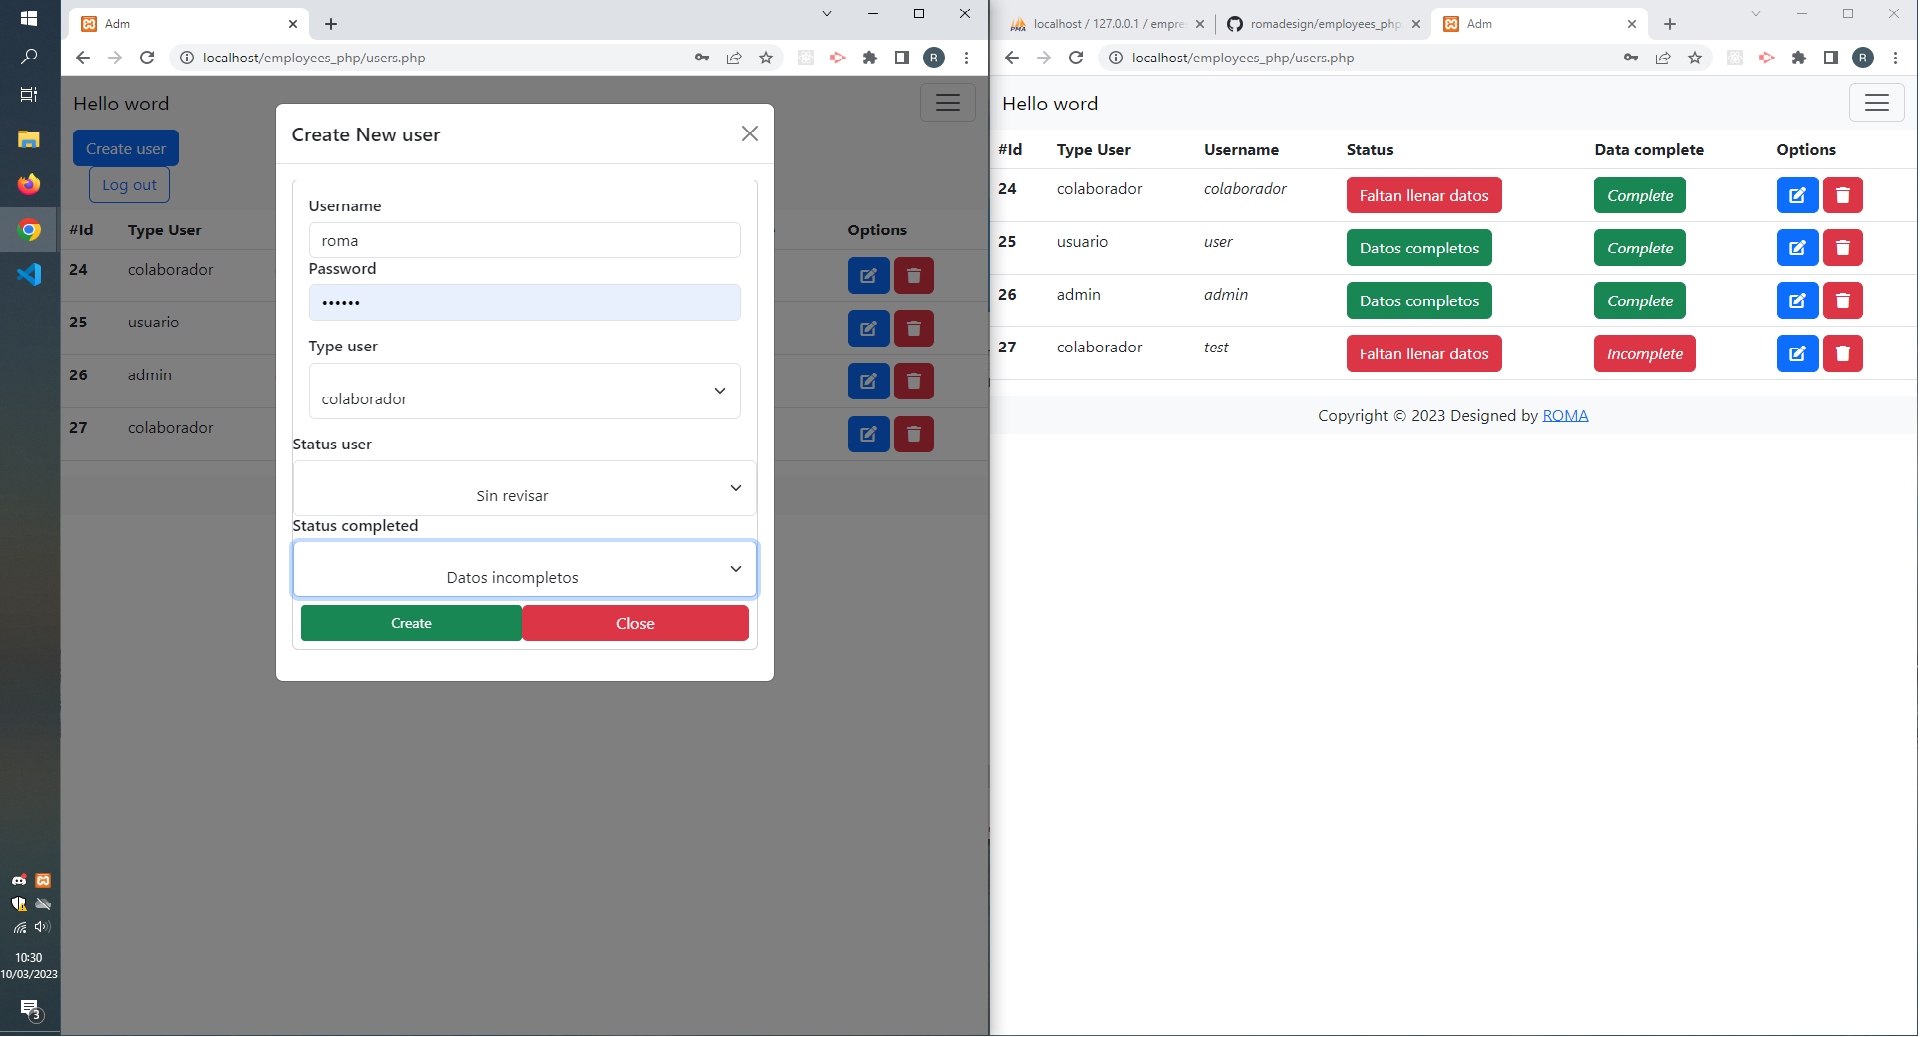 Adm
localhost/employees_php/users.php
R
Hello word
Create user
Log out
#Id Type User Options
24 colaborador
25 usuario
26 admin
27 colaborador
Create New user
Username
roma
Password
••••••
Type user
colaborador
Status user
Sin revisar
Status completed
Datos incompletos
Create Close
10:30
10/03/2023
3
PMA
localhost / 127.0.0.1 / empre
romadesign/employees_php
Adm
localhost/employees_php/users.php
R
Hello word
#Id Type User Username Status Data complete Options
24 colaborador colaborador Faltan llenar datos Complete
25 usuario user Datos completos Complete
26 admin admin Datos completos Complete
27 colaborador test Faltan llenar datos Incomplete
Copyright © 2023 Designed by ROMA